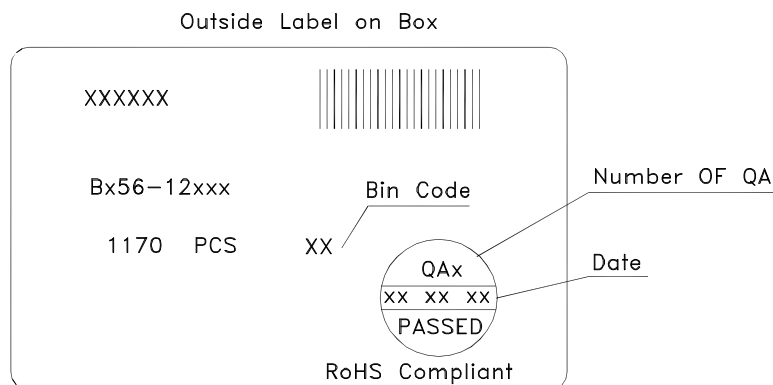 Outside Label on Box
XXXXXX
Bx56-12xxx
Bin Code
Number OF QA
1170 PCS
XX
QAx
Date
xx xx xx
PASSED
RoHS Compliant